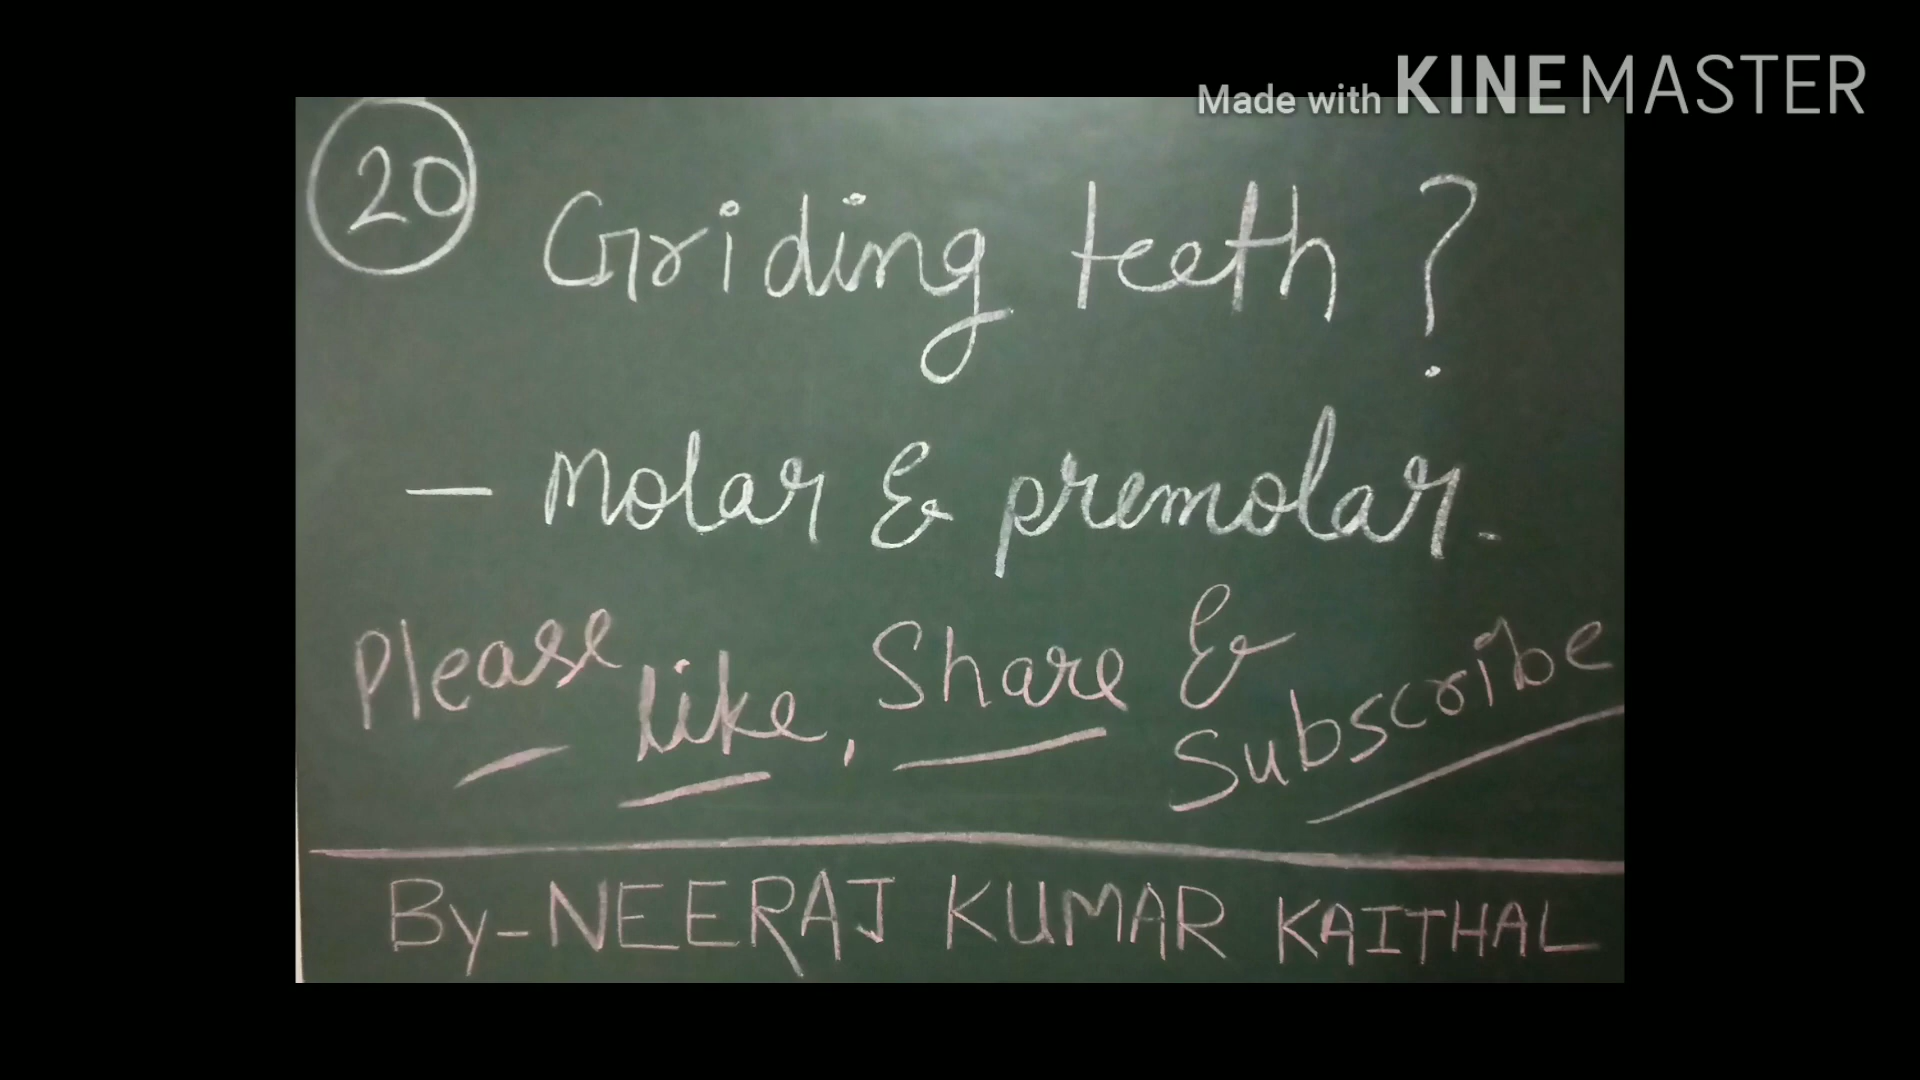 Made with KINEMASTER
20
Griding teeth ?
- Molar & premolar.
Please like, Share & Subscribe
By-NEERAJ KUMAR KAITHAL